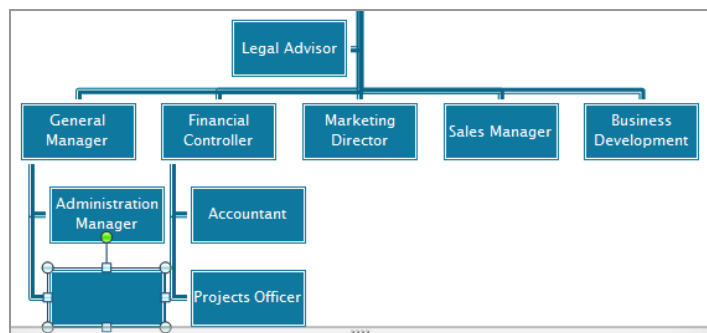 Legal Advisor
General
Manager
Financial
Controller
Marketing
Director
Sales Manager
Business
Development
Administration
Manager
Accountant
Projects Officer